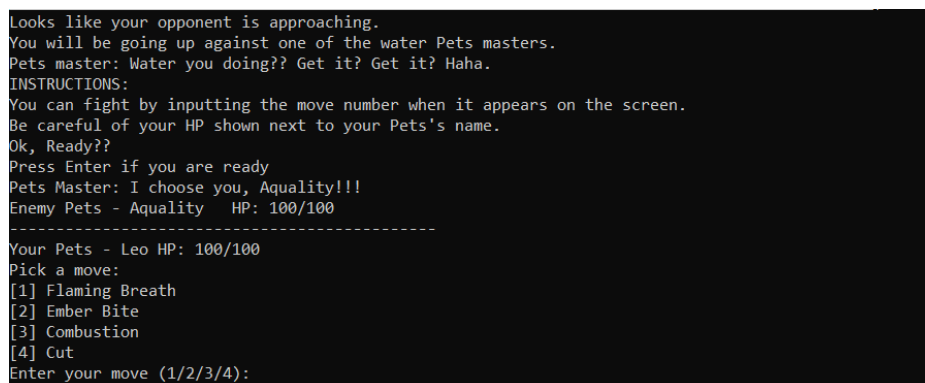 Looks like your opponent is approaching.
You will be going up against one of the water Pets masters.
Pets master: Water you doing?? Get it? Get it? Haha.
INSTRUCTIONS:
You can fight by inputting the move number when it appears on the screen.
Be careful of your HP shown next to your Pets's name.
Ok, Ready??
Press Enter if you are ready
Pets Master: I choose you, Aquality!!!
Enemy Pets - Aquality   HP: 100/100
----------------------------------------------
Your Pets - Leo HP: 100/100
Pick a move:
[1] Flaming Breath
[2] Ember Bite
[3] Combustion
[4] Cut
Enter your move (1/2/3/4):